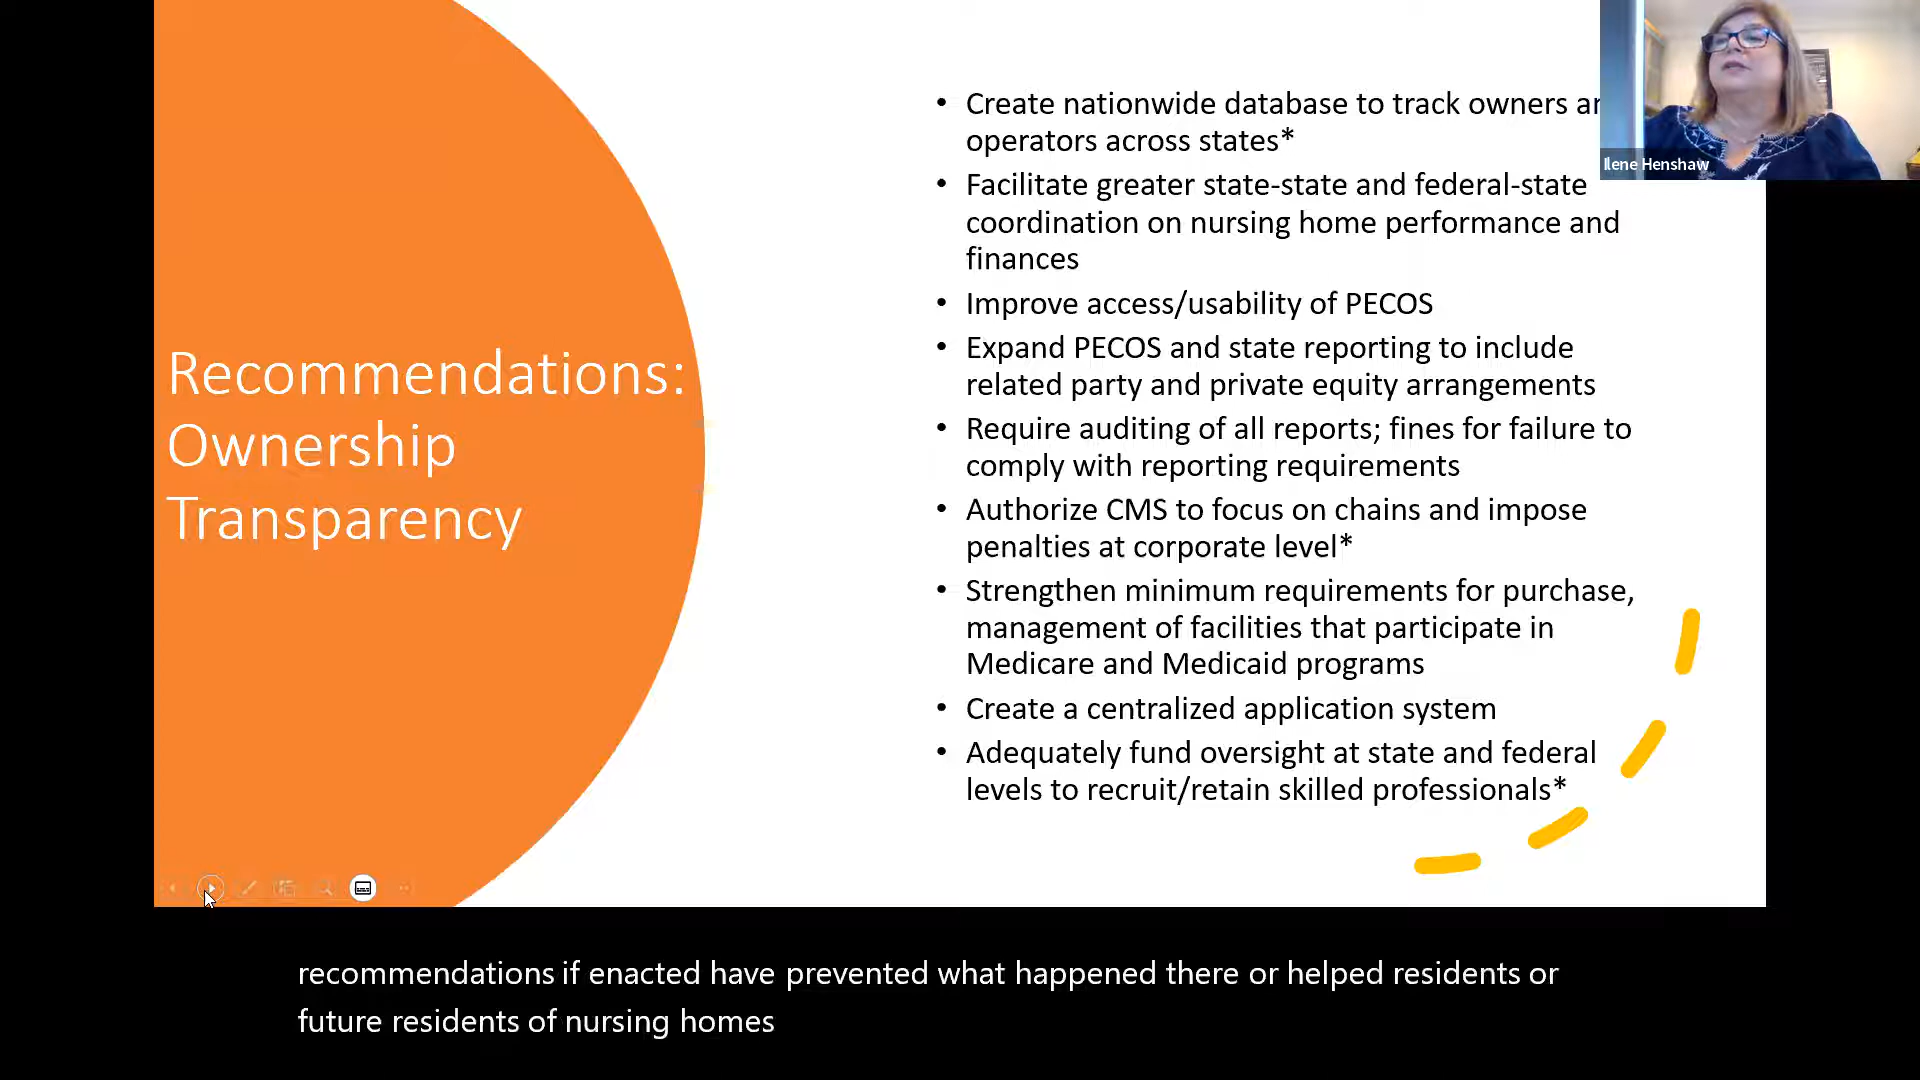 Recommendations:
Ownership
Transparency
• Create nationwide database to track owners
operators across states*
• Facilitate greater state-state and federal-state
coordination on nursing home performance and
finances
• Improve access/usability of PECOS
• Expand PECOS and state reporting to include
related party and private equity arrangements
• Require auditing of all reports; fines for failure to
comply with reporting requirements
• Authorize CMS to focus on chains and impose
penalties at corporate level*
• Strengthen minimum requirements for purchase,
management of facilities that participate in
Medicare and Medicaid programs
• Create a centralized application system
• Adequately fund oversight at state and federal
levels to recruit/retain skilled professionals*
Ilene Henshaw
recommendations if enacted have prevented what happened there or helped residents or
future residents of nursing homes